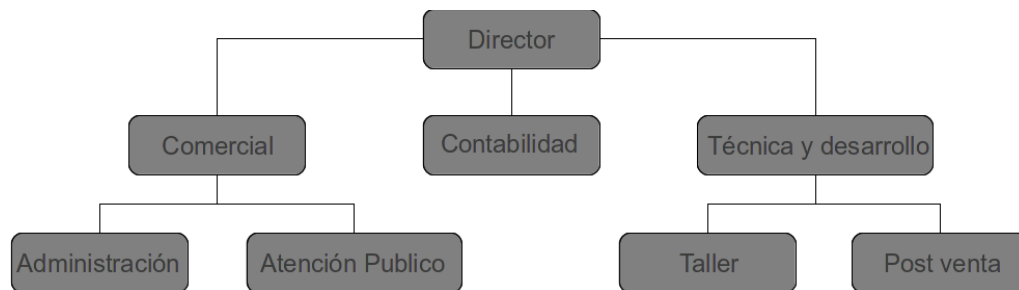 Director
Comercial
Contabilidad
Técnica y desarrollo
Administración
Atención Publico
Taller
Post venta